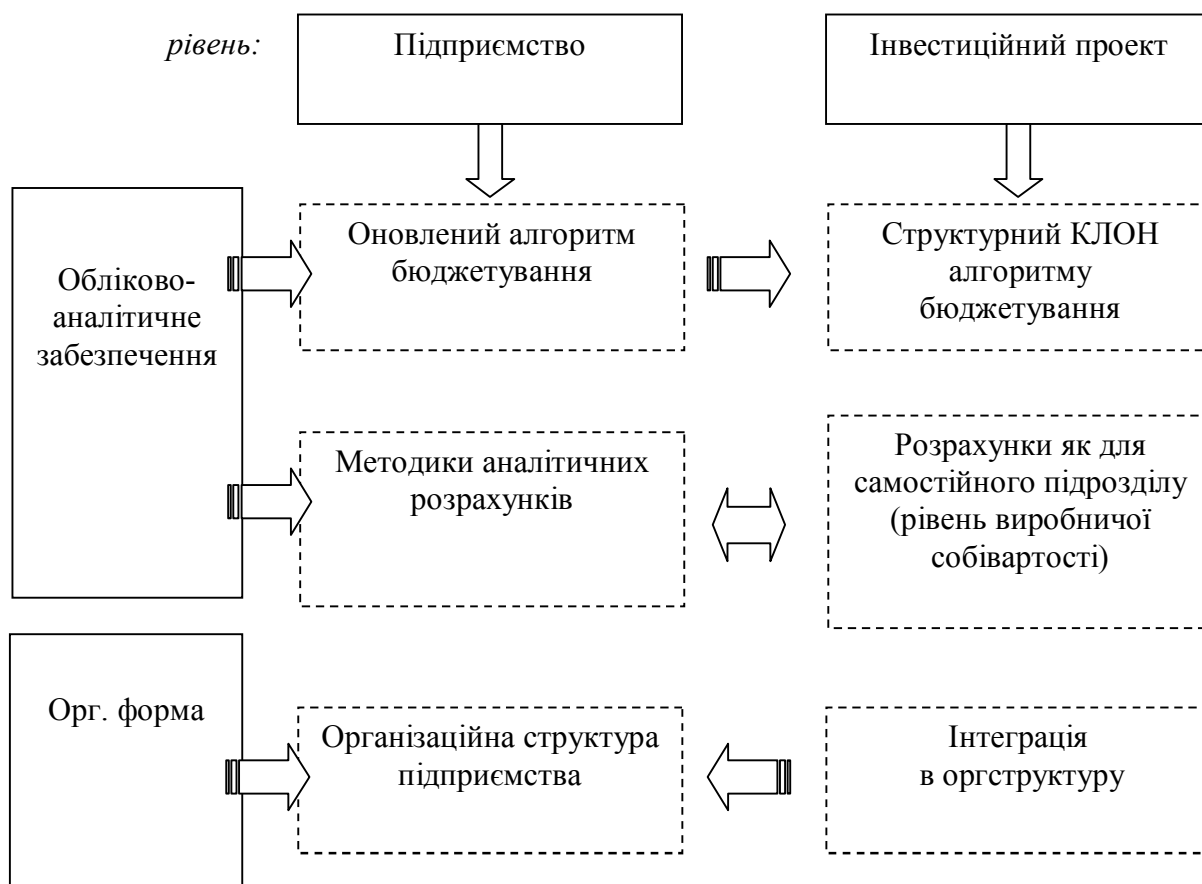 рівень:
Підприємство
Інвестиційний проект
Обліково-
аналітичне
забезпечення
Оновлений алгоритм
бюджетування
Структурний КЛОН
алгоритму
бюджетування
Методики аналітичних
розрахунків
Розрахунки як для
самостійного підрозділу
(рівень виробничої
собівартості)
Орг. форма
Організаційна структура
підприємства
Інтеграція
в оргструктуру